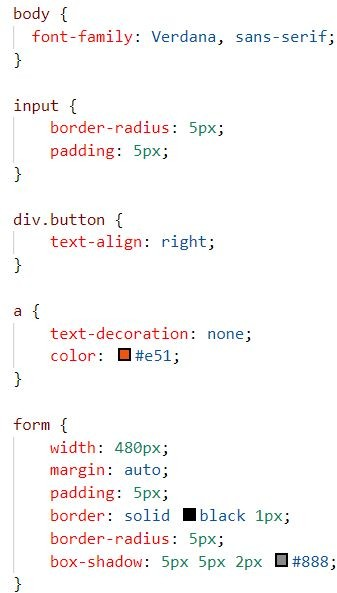 body {
  font-family: Verdana, sans-serif;
}

input {
    border-radius: 5px;
    padding: 5px;
}

div.button {
    text-align: right;
}

a {
    text-decoration: none;
    color: #e51;
}

form {
    width: 480px;
    margin: auto;
    padding: 5px;
    border: solid black 1px;
    border-radius: 5px;
    box-shadow: 5px 5px 2px #888;
}